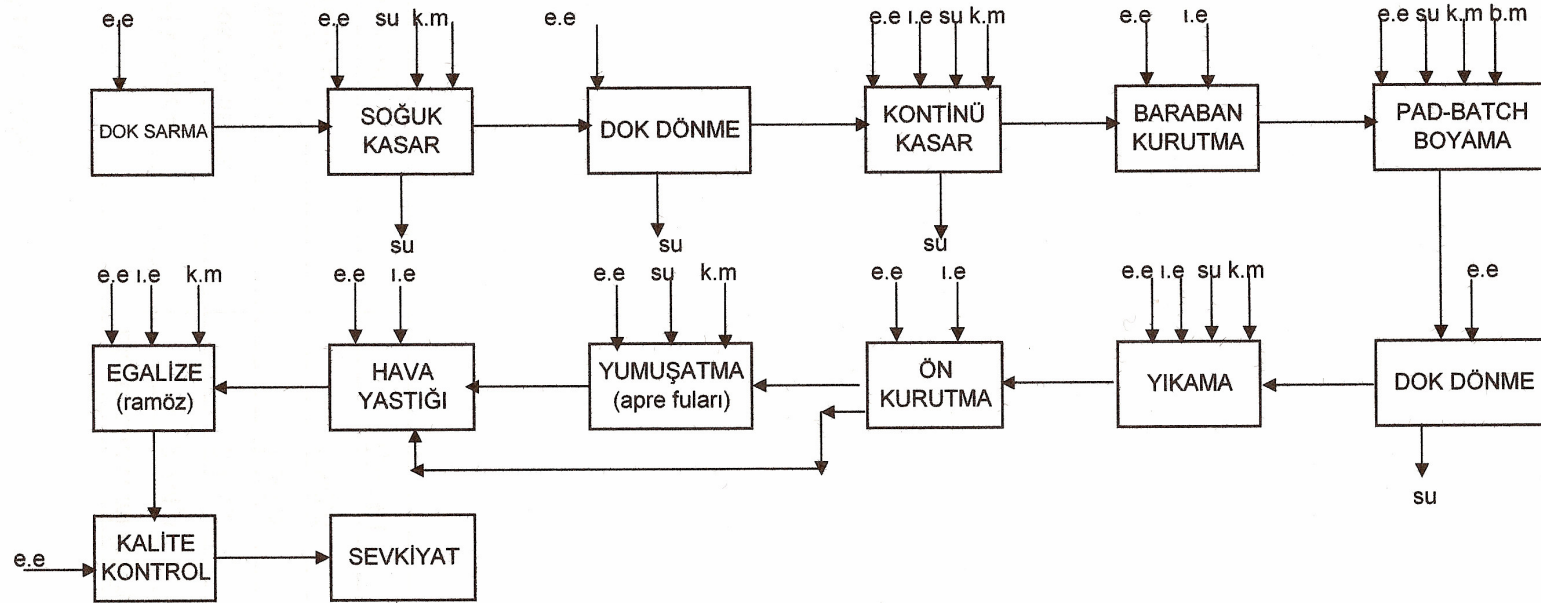 e.e
e.e su k.m
e.e
e.e ı.e su k.m
e.e ı.e
e.e su k.m b.m
DOK SARMA
SOĞUK
KASAR
DOK DÖNME
KONTİNÜ
KASAR
BARABAN
KURUTMA
PAD-BATCH
BOYAMA
su
su
su
e.e ı.e k.m
e.e ı.e
e.e su k.m
e.e ı.e
e.e ı.e su k.m
e.e
EGALİZE
(ramöz)
HAVA
YASTIĞI
YUMUŞATMA
(apre fuları)
ÖN
KURUTMA
YIKAMA
DOK DÖNME
su
e.e
KALİTE
KONTROL
SEVKİYAT